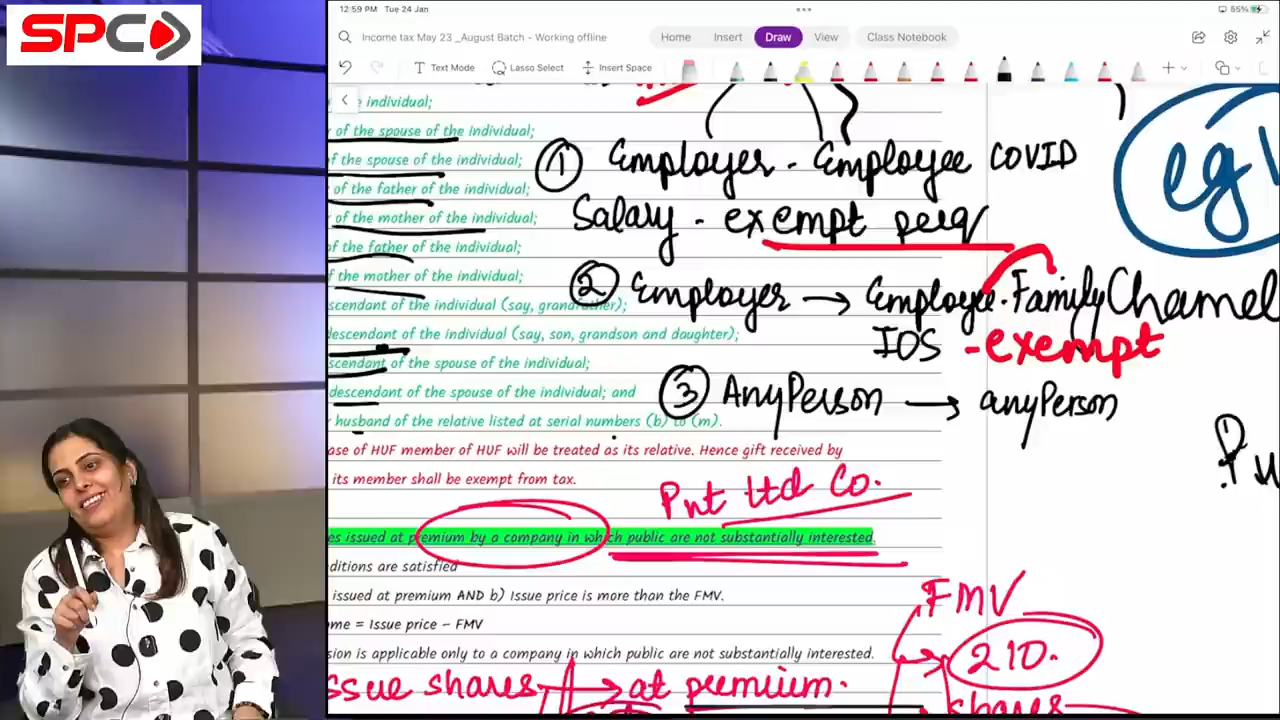 SPC
12:59 PM Tue 24 Jan
55%
Income tax May 23 _August Batch - Working offline
Home Insert Draw View Class Notebook
Text Mode Lasso Select Insert Space
e individual;
of the spouse of the individual;
f the spouse of the individual;
of the father of the individual;
of the mother of the individual;
of the father of the individual;
f the mother of the individual;
scendant of the individual (say, grandfather);
descendant of the individual (say, son, grandson and daughter);
scendant of the spouse of the individual;
descendant of the spouse of the individual; and
husband of the relative listed at serial numbers (b) to (m).
ase of HUF member of HUF will be treated as its relative. Hence gift received by
its member shall be exempt from tax.
es issued at premium by a company in which public are not substantially interested.
ditions are satisfied
issued at premium AND b) Issue price is more than the FMV.
me = Issue price – FMV
sion is applicable only to a Company in which public are not substantially interested.
① Employer - Employee COVID
Salary - exempt perq
② Employer → Employee. Family Chamel
IOS - exempt
③ AnyPerson → anyPerson
eg
Pvt Ltd Co.
FMV
210.
ssue shares → at premium.
shares